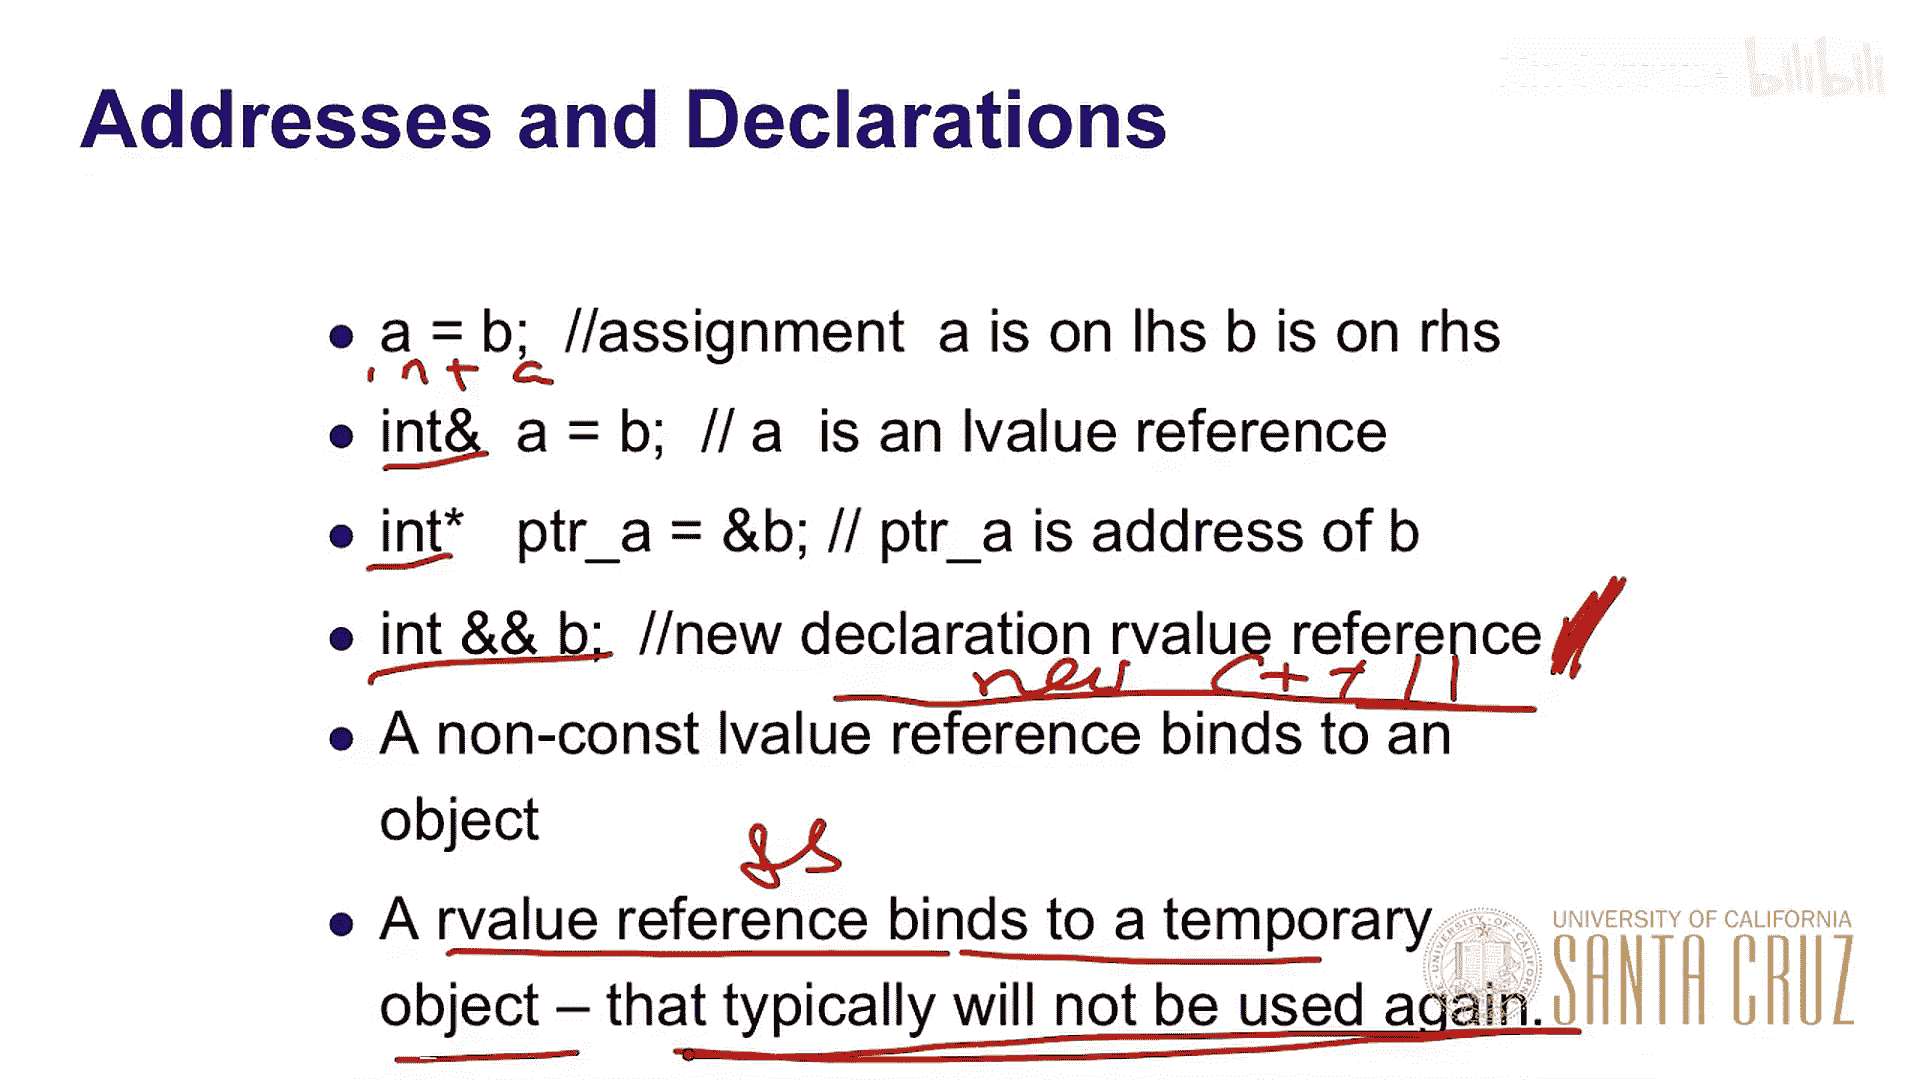 bilibili
Addresses and Declarations
a = b; //assignment a is on lhs b is on rhs
int a
int& a = b; // a is an lvalue reference
int* ptr_a = &b; // ptr_a is address of b
int && b; //new declaration rvalue reference
new C++11
A non-const lvalue reference binds to an
object
&&
A rvalue reference binds to a temporary
object – that typically will not be used again.
UNIVERSITY OF CALIFORNIA
SANTA CRUZ